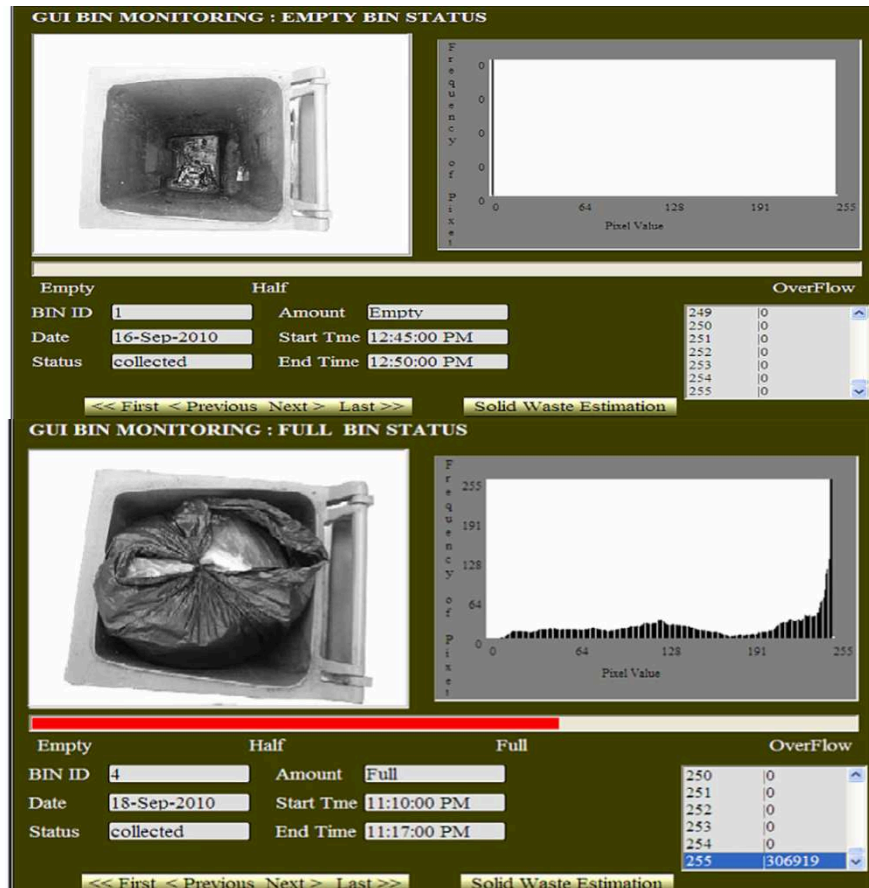 GUI BIN MONITORING : EMPTY BIN STATUS
Frequency of Pixel
0
0
0
0
0
0 64 128 191 255
Pixel Value
Empty Half OverFlow
BIN ID 1 Amount Empty
Date 16-Sep-2010 Start Tme 12:45:00 PM
Status collected End Time 12:50:00 PM
249 |0
250 |0
251 |0
252 |0
253 |0
254 |0
255 |0
<< First < Previous Next > Last >> Solid Waste Estimation
GUI BIN MONITORING : FULL BIN STATUS
Frequency of Pixel
255
191
128
64
0
0 64 128 191 255
Pixel Value
Empty Half Full OverFlow
BIN ID 4 Amount Full
Date 18-Sep-2010 Start Tme 11:10:00 PM
Status collected End Time 11:17:00 PM
250 |0
251 |0
252 |0
253 |0
254 |0
255 |306919
<< First < Previous Next > Last >> Solid Waste Estimation